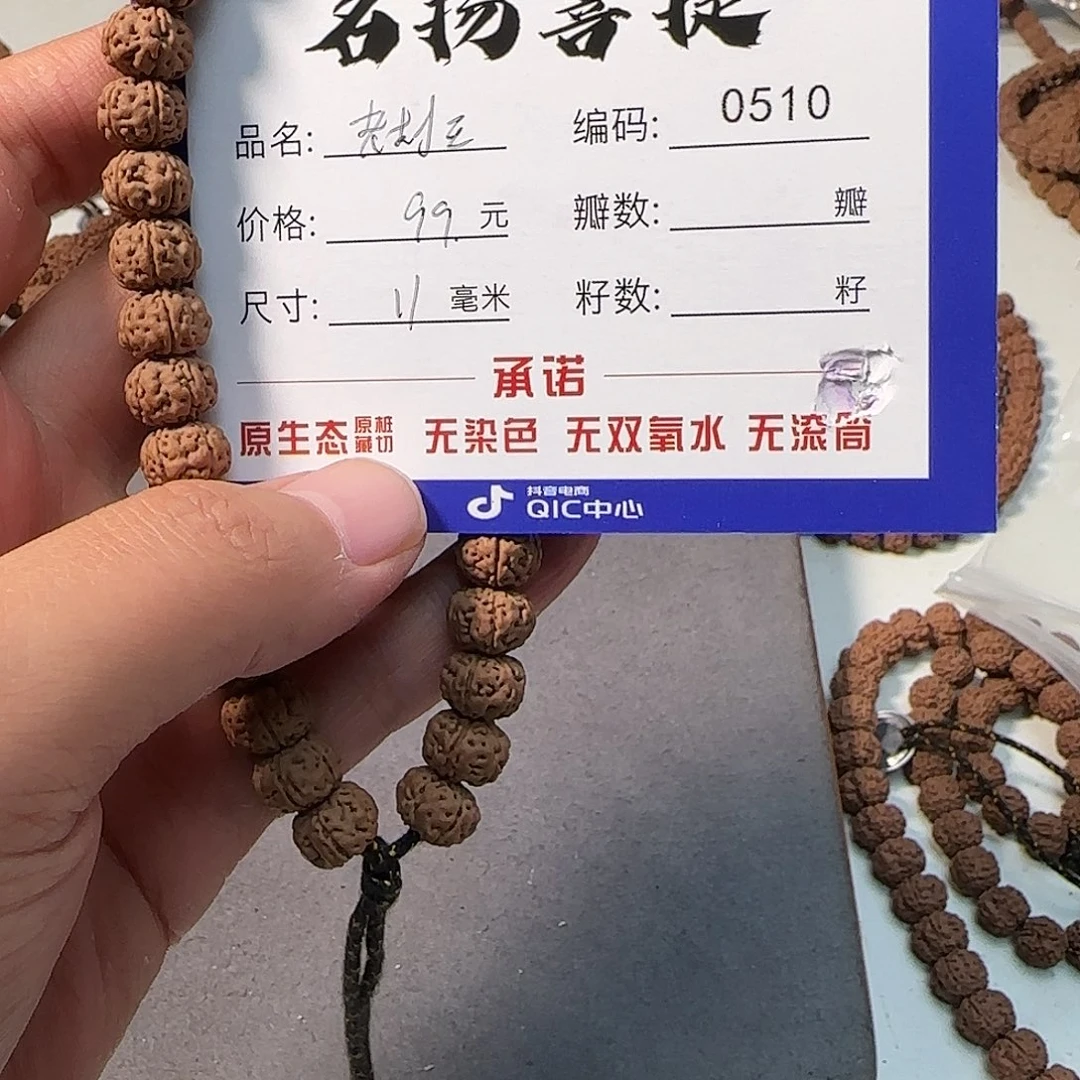 名扬菩提
品名: 编码: 0510
价格: 99. 元 瓣数: 瓣
尺寸: 11 毫米 籽数: 籽
承诺
原生态 原桩藏切 无染色 无双氧水 无滚筒
抖音电商
QIC中心